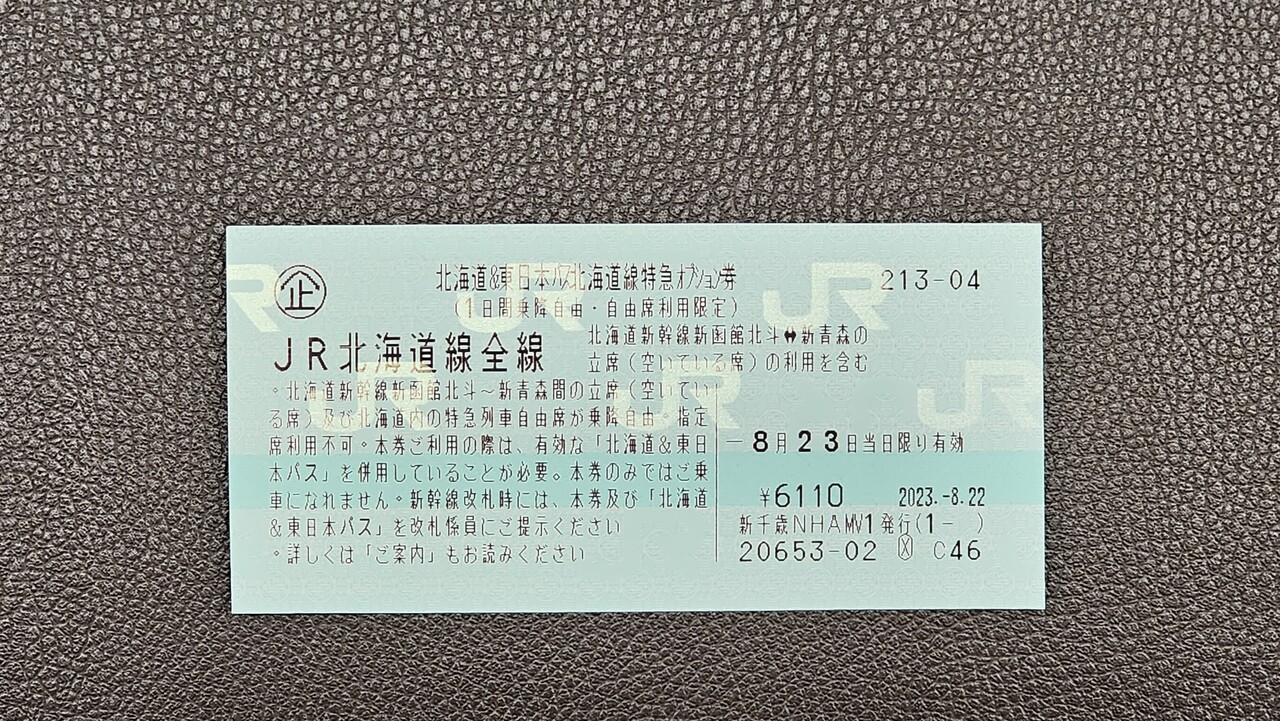 企 北海道&東日本パス北海道線特急オプション券 213-04
(1日間乗降自由・自由席利用限定)
JR北海道線全線
北海道新幹線新函館北斗⬌新青森の
立席(空いている席)の利用を含む
。北海道新幹線新函館北斗~新青森間の立席(空いてい
る席)及び北海道内の特急列車自由席が乗降自由。指定
席利用不可。本券ご利用の際は、有効な「北海道&東日
本パス」を併用していることが必要。本券のみではご乗
車になれません。新幹線改札時には、本券及び「北海道
&東日本パス」を改札係員にご提示ください
。詳しくは「ご案内」もお読みください
-8月23日当日限り有効
¥6110 2023.-8.22
新千歳NHAMV1発行(1- )
20653-02 X C46
JR
JR
JR
JR
JR